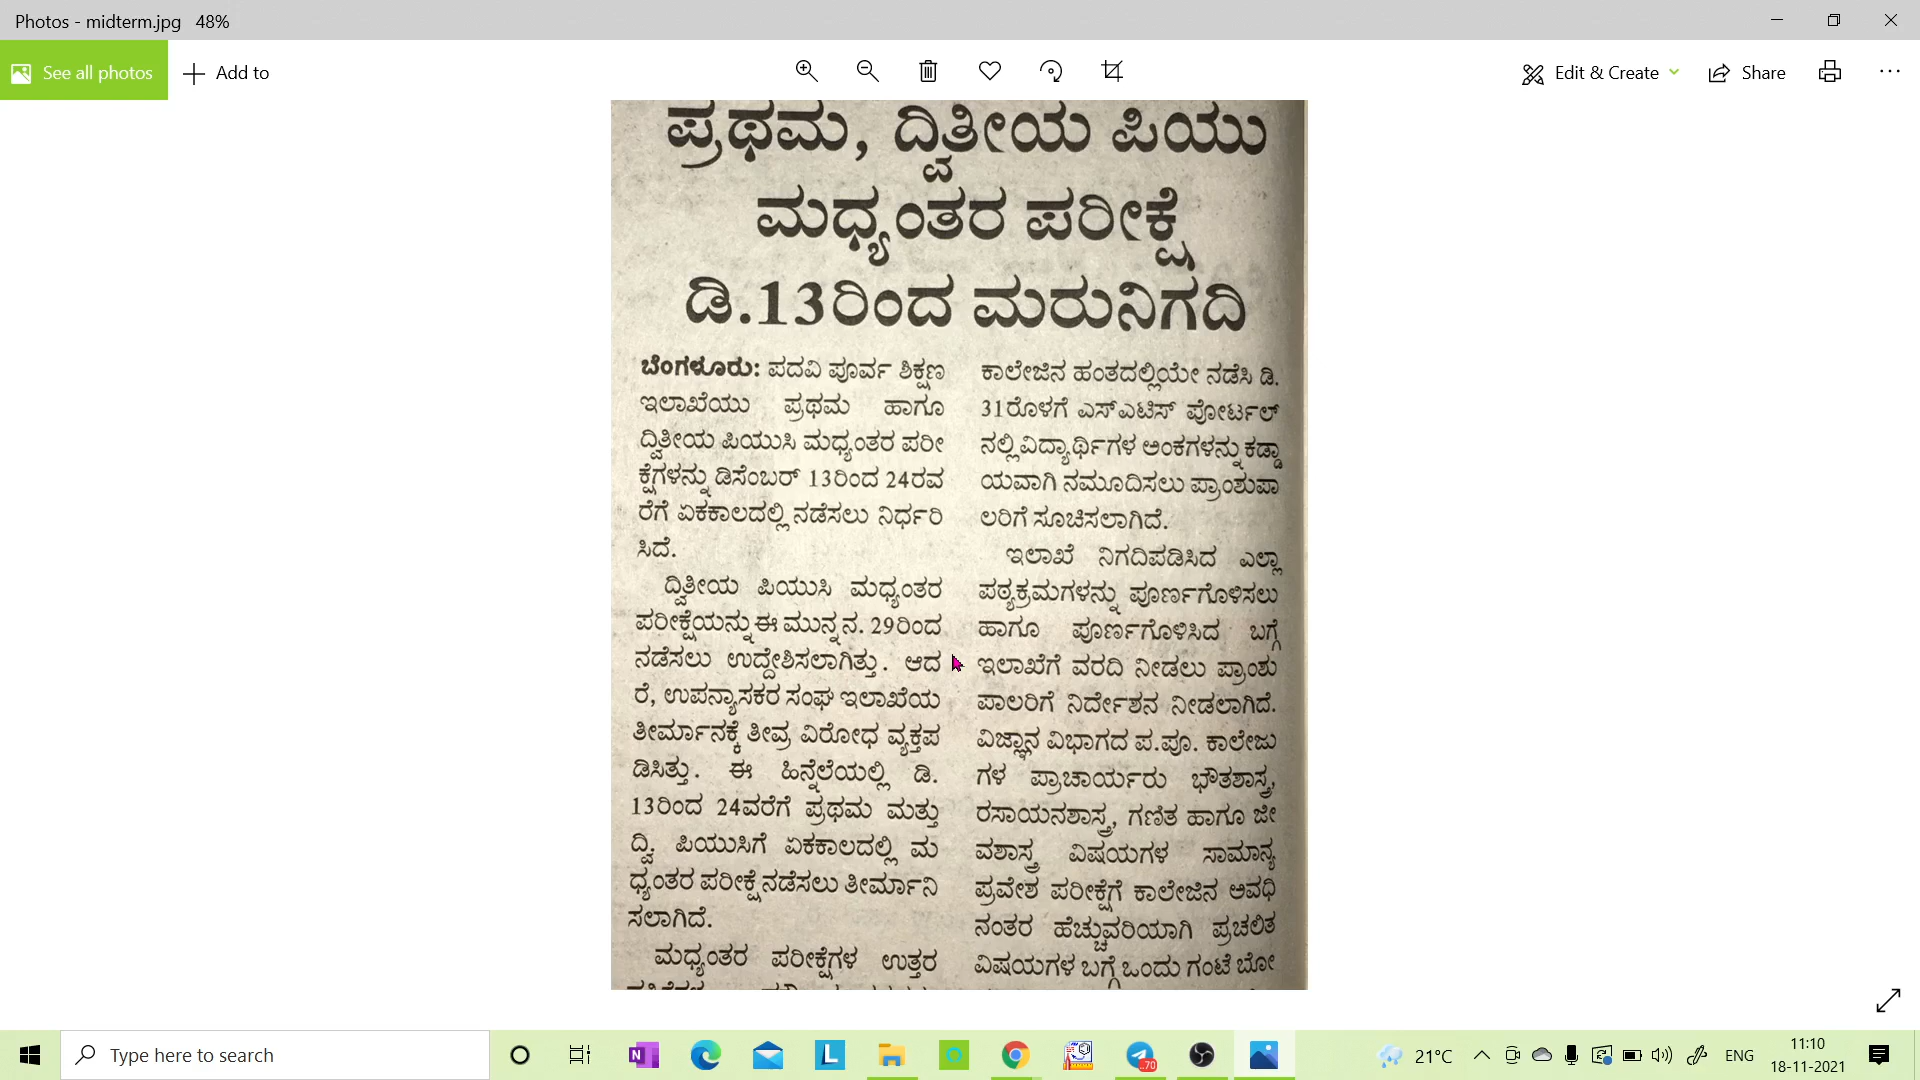 Photos - midterm.jpg 48%
See all photos
Add to
Edit & Create
Share
ಪ್ರಥಮ, ದ್ವಿತೀಯ ಪಿಯು
ಮಧ್ಯಂತರ ಪರೀಕ್ಷೆ
ಡಿ.13ರಿಂದ ಮರುನಿಗದಿ
ಬೆಂಗಳೂರು: ಪದವಿ ಪೂರ್ವ ಶಿಕ್ಷಣ
ಇಲಾಖೆಯು ಪ್ರಥಮ ಹಾಗೂ
ದ್ವಿತೀಯ ಪಿಯುಸಿ ಮಧ್ಯಂತರ ಪರೀ
ಕ್ಷೆಗಳನ್ನು ಡಿಸೆಂಬರ್ 13ರಿಂದ 24ರವ
ರೆಗೆ ಏಕಕಾಲದಲ್ಲಿ ನಡೆಸಲು ನಿರ್ಧರಿ
ಸಿದೆ.
ದ್ವಿತೀಯ ಪಿಯುಸಿ ಮಧ್ಯಂತರ
ಪರೀಕ್ಷೆಯನ್ನು ಈ ಮುನ್ನ ನ. 29ರಿಂದ
ನಡೆಸಲು ಉದ್ದೇಶಿಸಲಾಗಿತ್ತು. ಆದ
ರೆ, ಉಪನ್ಯಾಸಕರ ಸಂಘ ಇಲಾಖೆಯ
ತೀರ್ಮಾನಕ್ಕೆ ತೀವ್ರ ವಿರೋಧ ವ್ಯಕ್ತಪ
ಡಿಸಿತ್ತು. ಈ ಹಿನ್ನೆಲೆಯಲ್ಲಿ ಡಿ.
13ರಿಂದ 24ವರೆಗೆ ಪ್ರಥಮ ಮತ್ತು
ದ್ವಿ. ಪಿಯುಸಿಗೆ ಏಕಕಾಲದಲ್ಲಿ ಮ
ಧ್ಯಂತರ ಪರೀಕ್ಷೆ ನಡೆಸಲು ತೀರ್ಮಾನಿ
ಸಲಾಗಿದೆ.
ಮಧ್ಯಂತರ ಪರೀಕ್ಷೆಗಳ ಉತ್ತರ
ಕಾಲೇಜಿನ ಹಂತದಲ್ಲಿಯೇ ನಡೆಸಿ ಡಿ.
31ರೊಳಗೆ ಎಸ್ಎಟಿಸ್ ಪೋರ್ಟಲ್
ನಲ್ಲಿ ವಿದ್ಯಾರ್ಥಿಗಳ ಅಂಕಗಳನ್ನು ಕಡ್ಡಾ
ಯವಾಗಿ ನಮೂದಿಸಲು ಪ್ರಾಂಶುಪಾ
ಲರಿಗೆ ಸೂಚಿಸಲಾಗಿದೆ.
ಇಲಾಖೆ ನಿಗದಿಪಡಿಸಿದ ಎಲ್ಲಾ
ಪಠ್ಯಕ್ರಮಗಳನ್ನು ಪೂರ್ಣಗೊಳಿಸಲು
ಹಾಗೂ ಪೂರ್ಣಗೊಳಿಸಿದ ಬಗ್ಗೆ
ಇಲಾಖೆಗೆ ವರದಿ ನೀಡಲು ಪ್ರಾಂಶು
ಪಾಲರಿಗೆ ನಿರ್ದೇಶನ ನೀಡಲಾಗಿದೆ.
ವಿಜ್ಞಾನ ವಿಭಾಗದ ಪ.ಪೂ. ಕಾಲೇಜು
ಗಳ ಪ್ರಾಚಾರ್ಯರು ಭೌತಶಾಸ್ತ್ರ,
ರಸಾಯನಶಾಸ್ತ್ರ, ಗಣಿತ ಹಾಗೂ ಜೀ
ವಶಾಸ್ತ್ರ ವಿಷಯಗಳ ಸಾಮಾನ್ಯ
ಪ್ರವೇಶ ಪರೀಕ್ಷೆಗೆ ಕಾಲೇಜಿನ ಅವಧಿ
ನಂತರ ಹೆಚ್ಚುವರಿಯಾಗಿ ಪ್ರಚಲಿತ
ವಿಷಯಗಳ ಬಗ್ಗೆ ಒಂದು ಗಂಟೆ ಬೋ
Type here to search
..70
21°C
ENG
11:10
18-11-2021